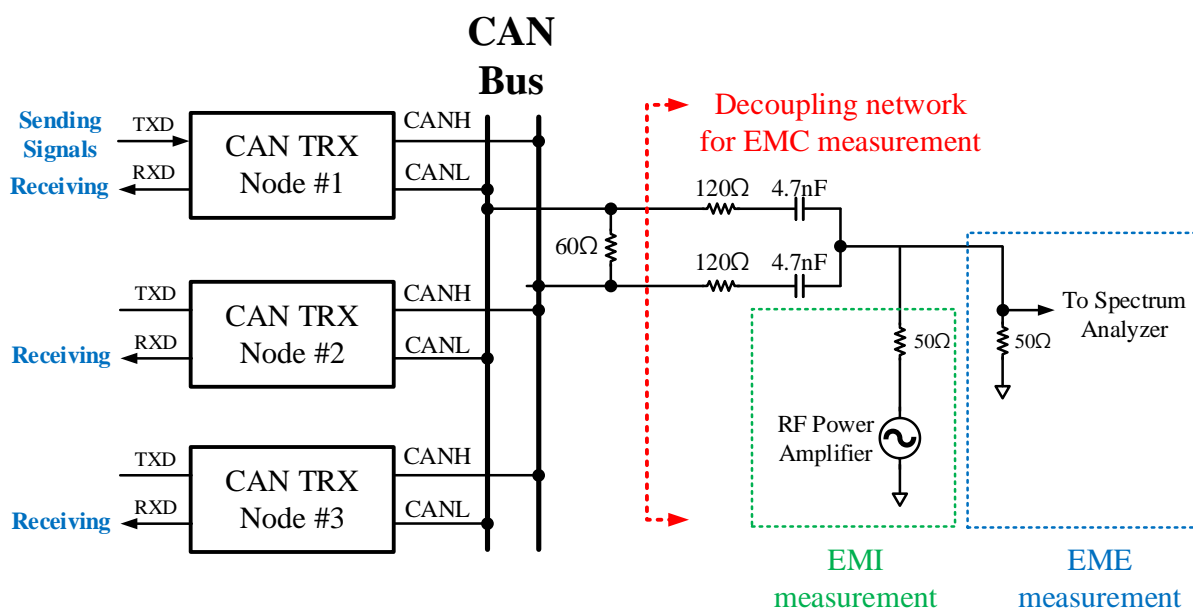 CAN
Bus
Sending
Signals
TXD
CAN TRX
Node #1
CANH
Receiving
RXD
CANL
Decoupling network
for EMC measurement
120Ω
4.7nF
60Ω
120Ω
4.7nF
TXD
CAN TRX
Node #2
CANH
Receiving
RXD
CANL
50Ω
50Ω
To Spectrum
Analyzer
RF Power
Amplifier
TXD
CAN TRX
Node #3
CANH
Receiving
RXD
CANL
EMI
measurement
EME
measurement